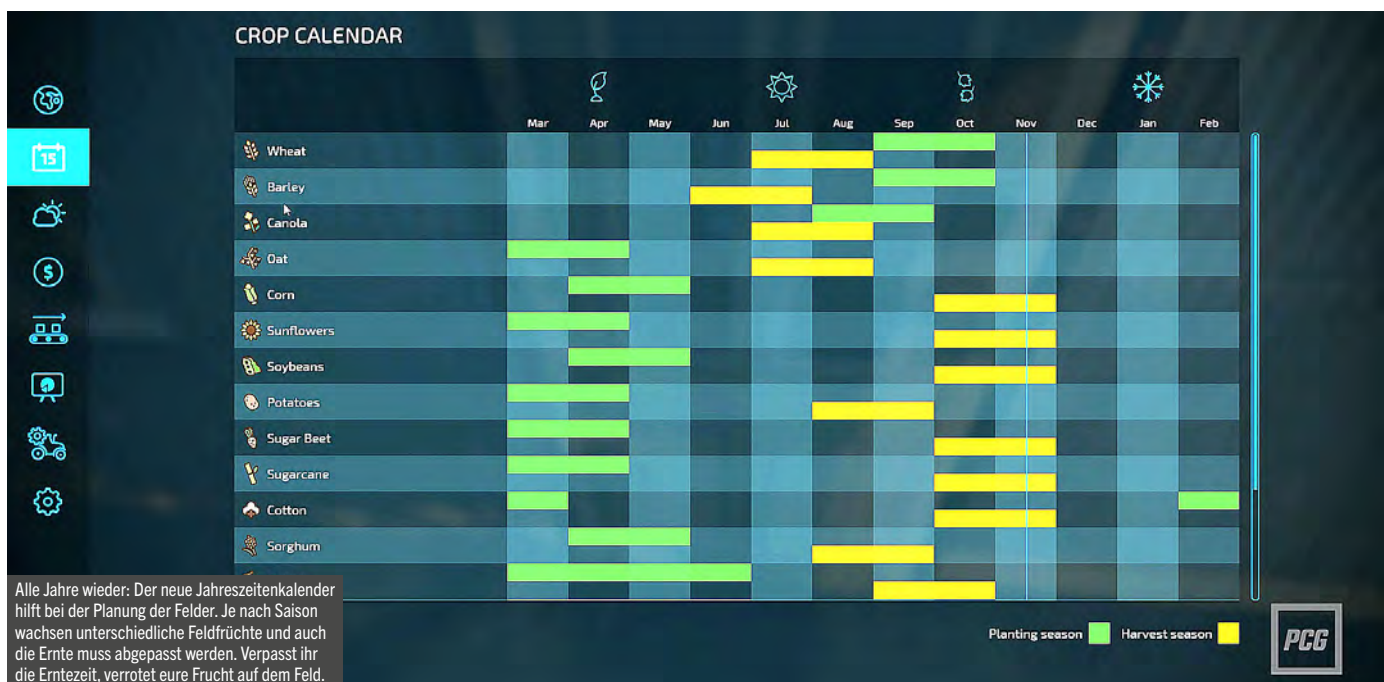 CROP CALENDAR
Mar Apr May Jun Jul Aug Sep Oct Nov Dec Jan Feb
15
Wheat
Barley
Canola
Oat
$
Corn
Sunflowers
Soybeans
Potatoes
Sugar Beet
Sugarcane
Cotton
Sorghum
Planting season Harvest season
PCG
Alle Jahre wieder: Der neue Jahreszeitenkalender
hilft bei der Planung der Felder. Je nach Saison
wachsen unterschiedliche Feldfrüchte und auch
die Ernte muss abgepasst werden. Verpasst ihr
die Erntezeit, verrotet eure Frucht auf dem Feld.